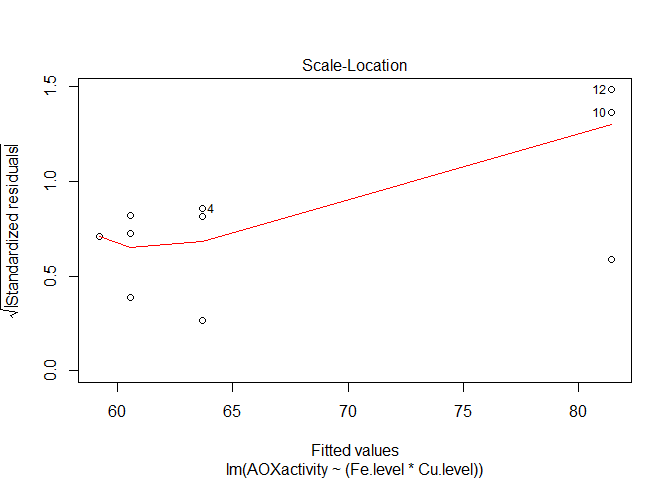 Scale-Location
√|Standardized residuals|
1.5
1.0
0.5
0.0
12
10
4
60 65 70 75 80
Fitted values
lm(AOXactivity ~ (Fe.level * Cu.level))